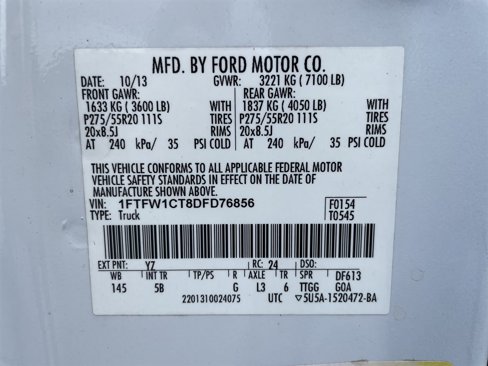 MFD. BY FORD MOTOR CO.
DATE: 10/13 GVWR: 3221 KG ( 7100 LB)
FRONT GAWR: REAR GAWR:
1633 KG ( 3600 LB) WITH 1837 KG ( 4050 LB) WITH
P275/55R20 111S TIRES P275/55R20 111S TIRES
20x8.5J RIMS 20x8.5J RIMS
AT 240 kPa/ 35 PSI COLD AT 240 kPa/ 35 PSI COLD
THIS VEHICLE CONFORMS TO ALL APPLICABLE FEDERAL MOTOR
VEHICLE SAFETY STANDARDS IN EFFECT ON THE DATE OF
MANUFACTURE SHOWN ABOVE.
VIN: 1FTFW1CT8DFD76856 F0154
TYPE: Truck T0545
EXT PNT: YZ RC: 24 DSO:
WB INT TR TP/PS R AXLE TR SPR DF613
145 5B G L3 6 TTGG GOA
2201310024075 UTC ▽5U5A-1520472-BA